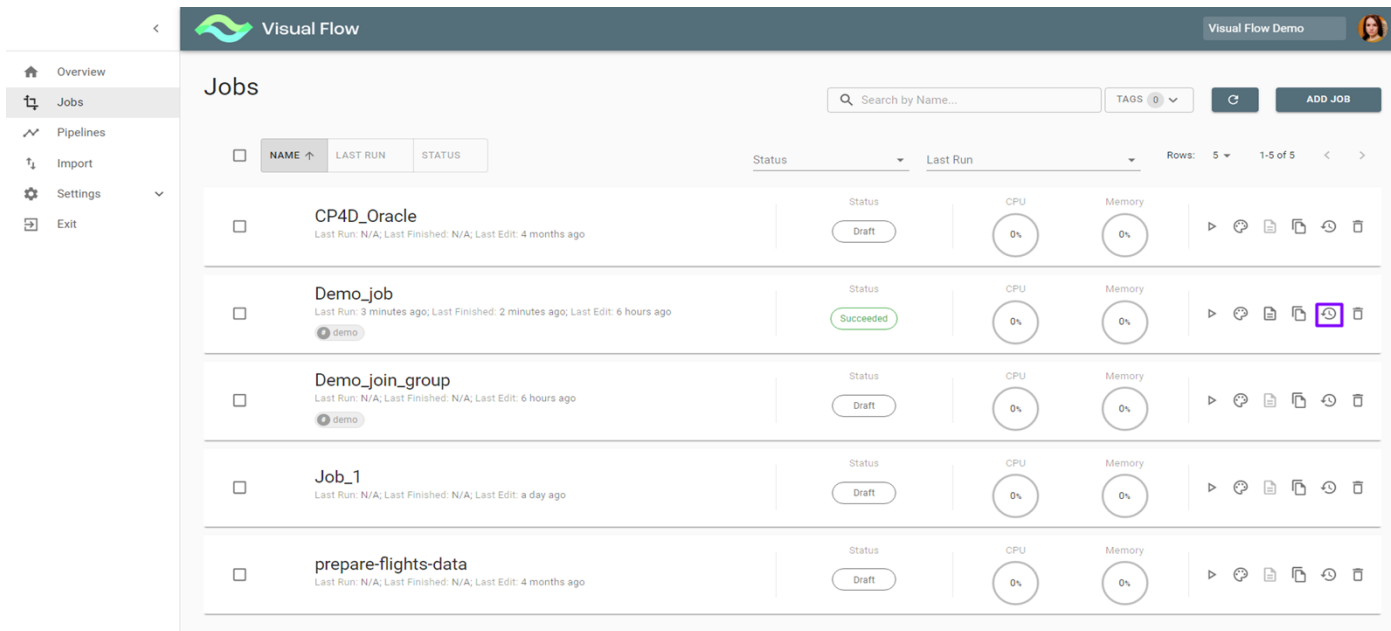 Visual Flow
Visual Flow Demo
Overview
Jobs
Pipelines
Import
Settings
Exit
Jobs
Search by Name...
TAGS 0
ADD JOB
NAME
LAST RUN
STATUS
Status
Last Run
Rows: 5
1-5 of 5
CP4D_Oracle
Last Run: N/A; Last Finished: N/A; Last Edit: 4 months ago
Status
Draft
CPU
0%
Memory
0%
Demo_job
Last Run: 3 minutes ago; Last Finished: 2 minutes ago; Last Edit: 6 hours ago
# demo
Status
Succeeded
CPU
0%
Memory
0%
Demo_join_group
Last Run: N/A; Last Finished: N/A; Last Edit: 6 hours ago
# demo
Status
Draft
CPU
0%
Memory
0%
Job_1
Last Run: N/A; Last Finished: N/A; Last Edit: a day ago
Status
Draft
CPU
0%
Memory
0%
prepare-flights-data
Last Run: N/A; Last Finished: N/A; Last Edit: 4 months ago
Status
Draft
CPU
0%
Memory
0%